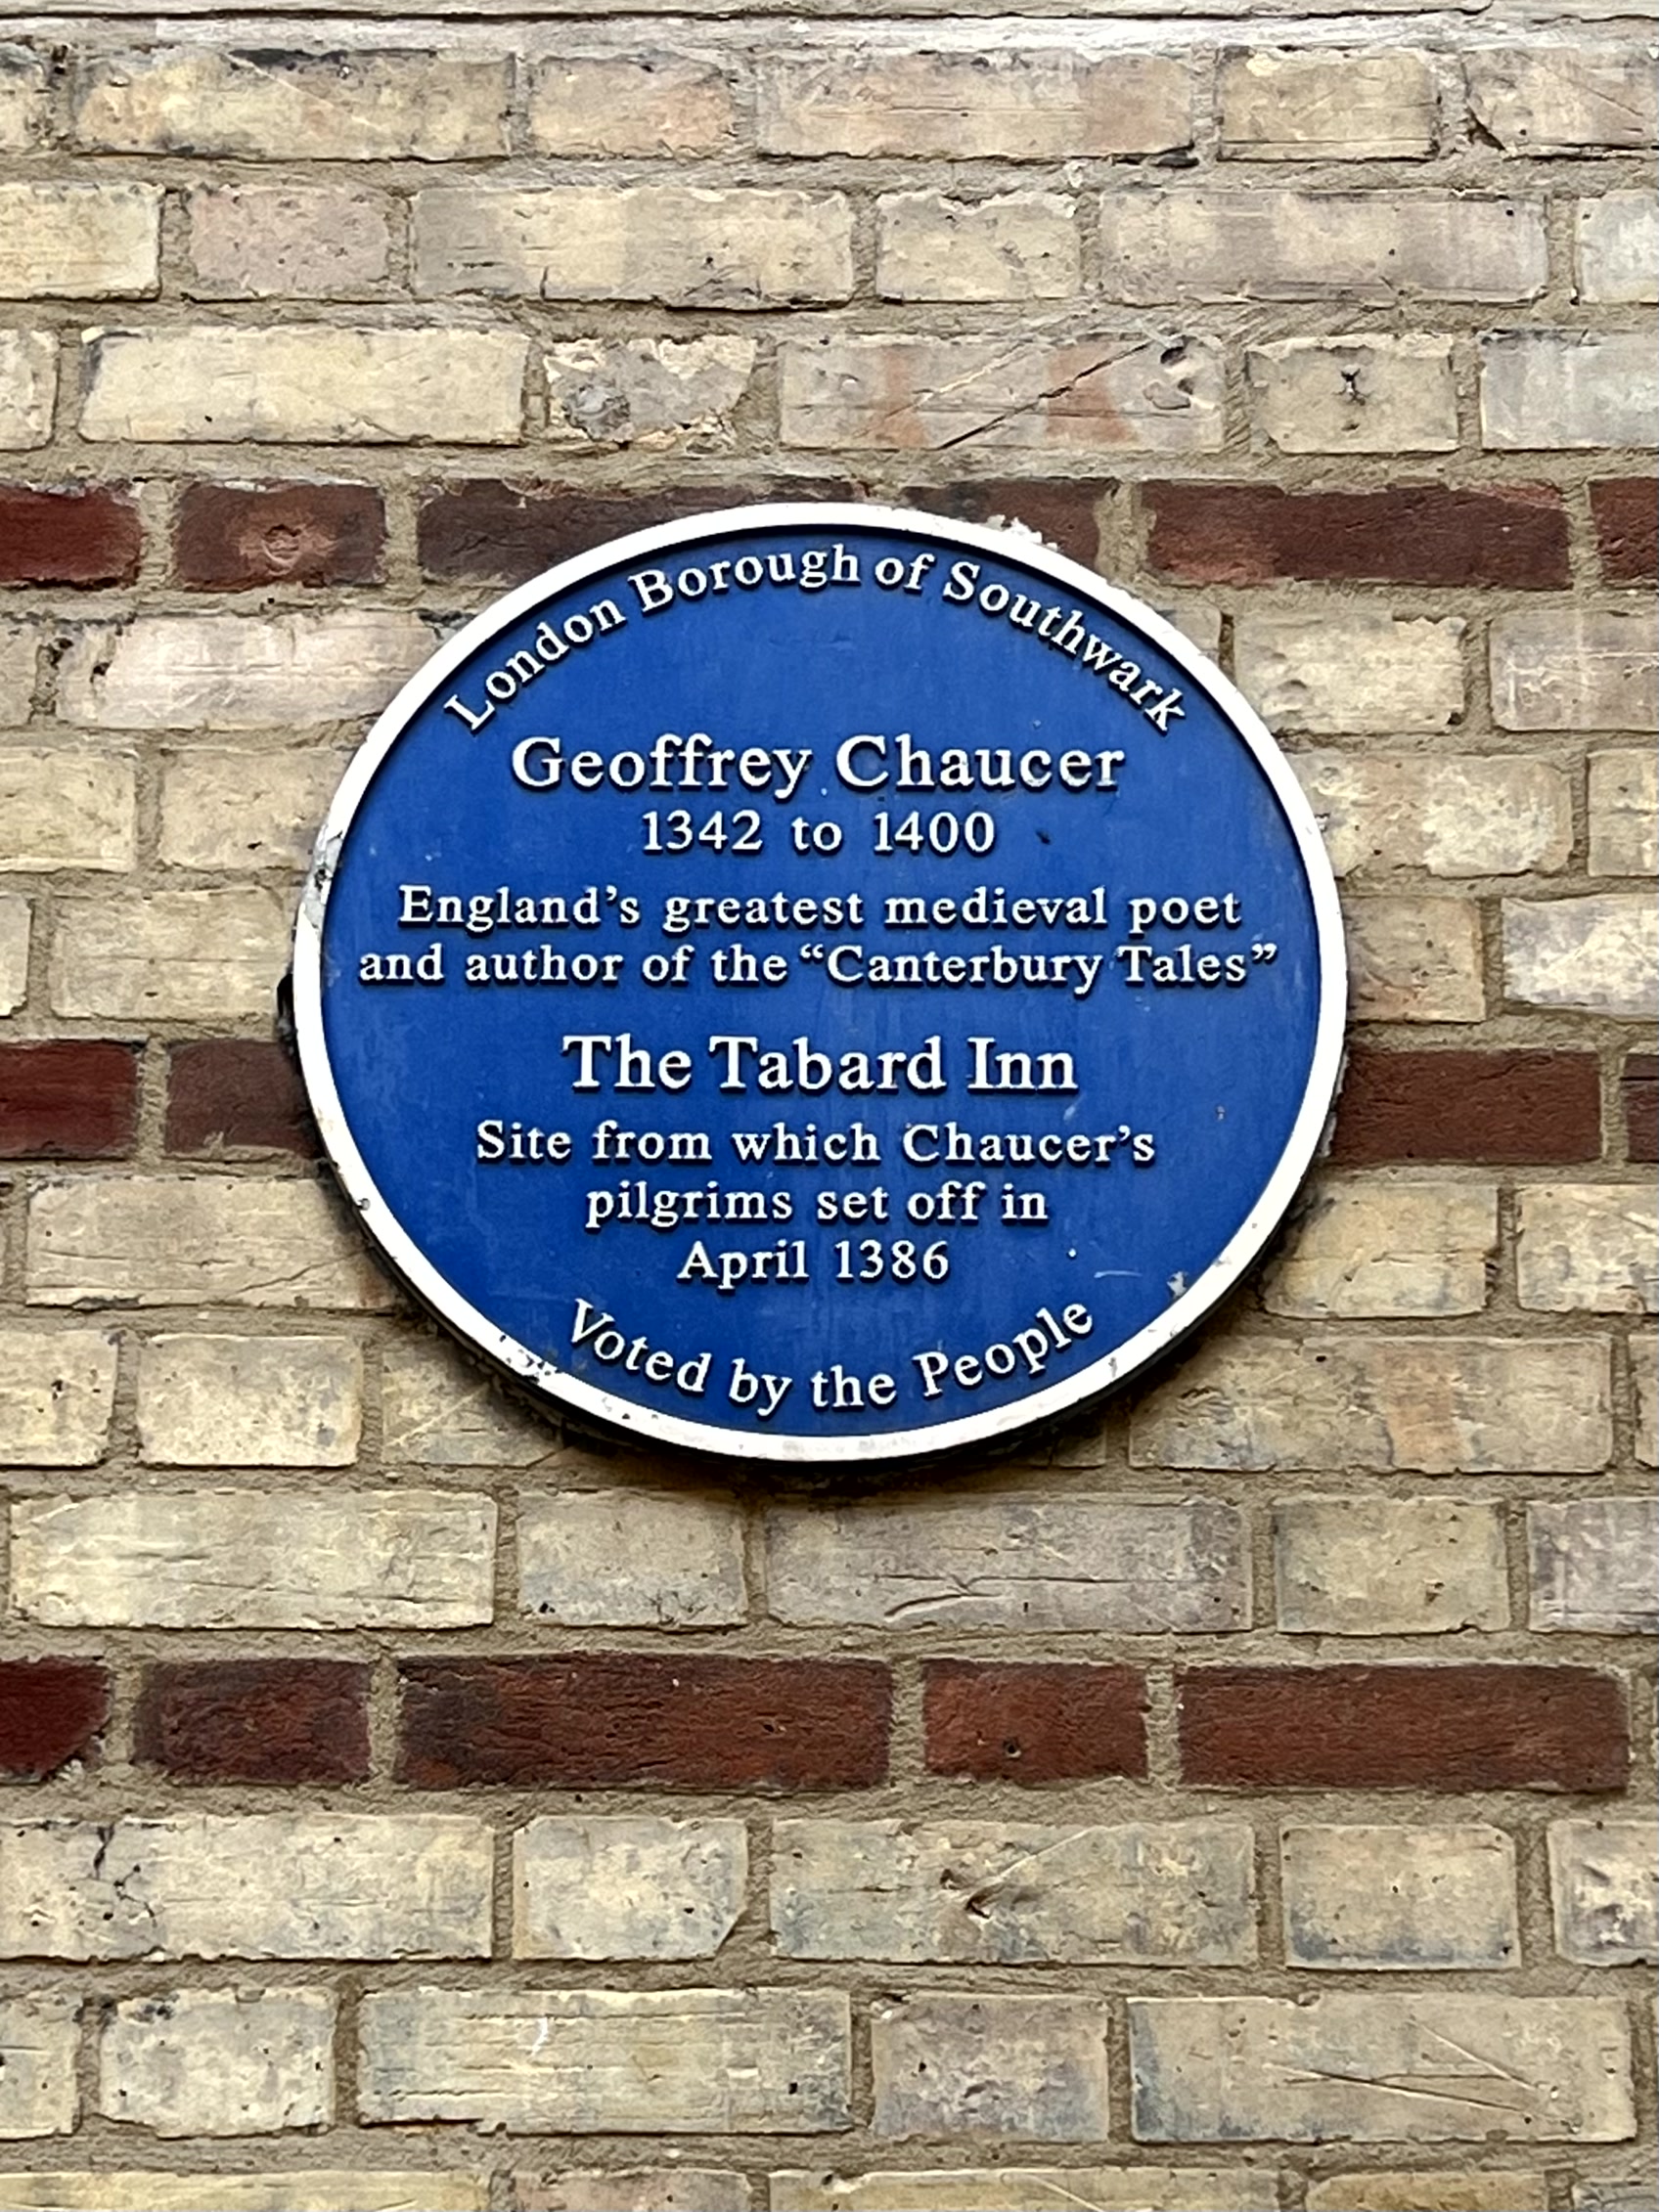 London Borough of Southwark
Geoffrey Chaucer
1342 to 1400
England's greatest medieval poet
and author of the “Canterbury Tales”
The Tabard Inn
Site from which Chaucer's
pilgrims set off in
April 1386
Voted by the People